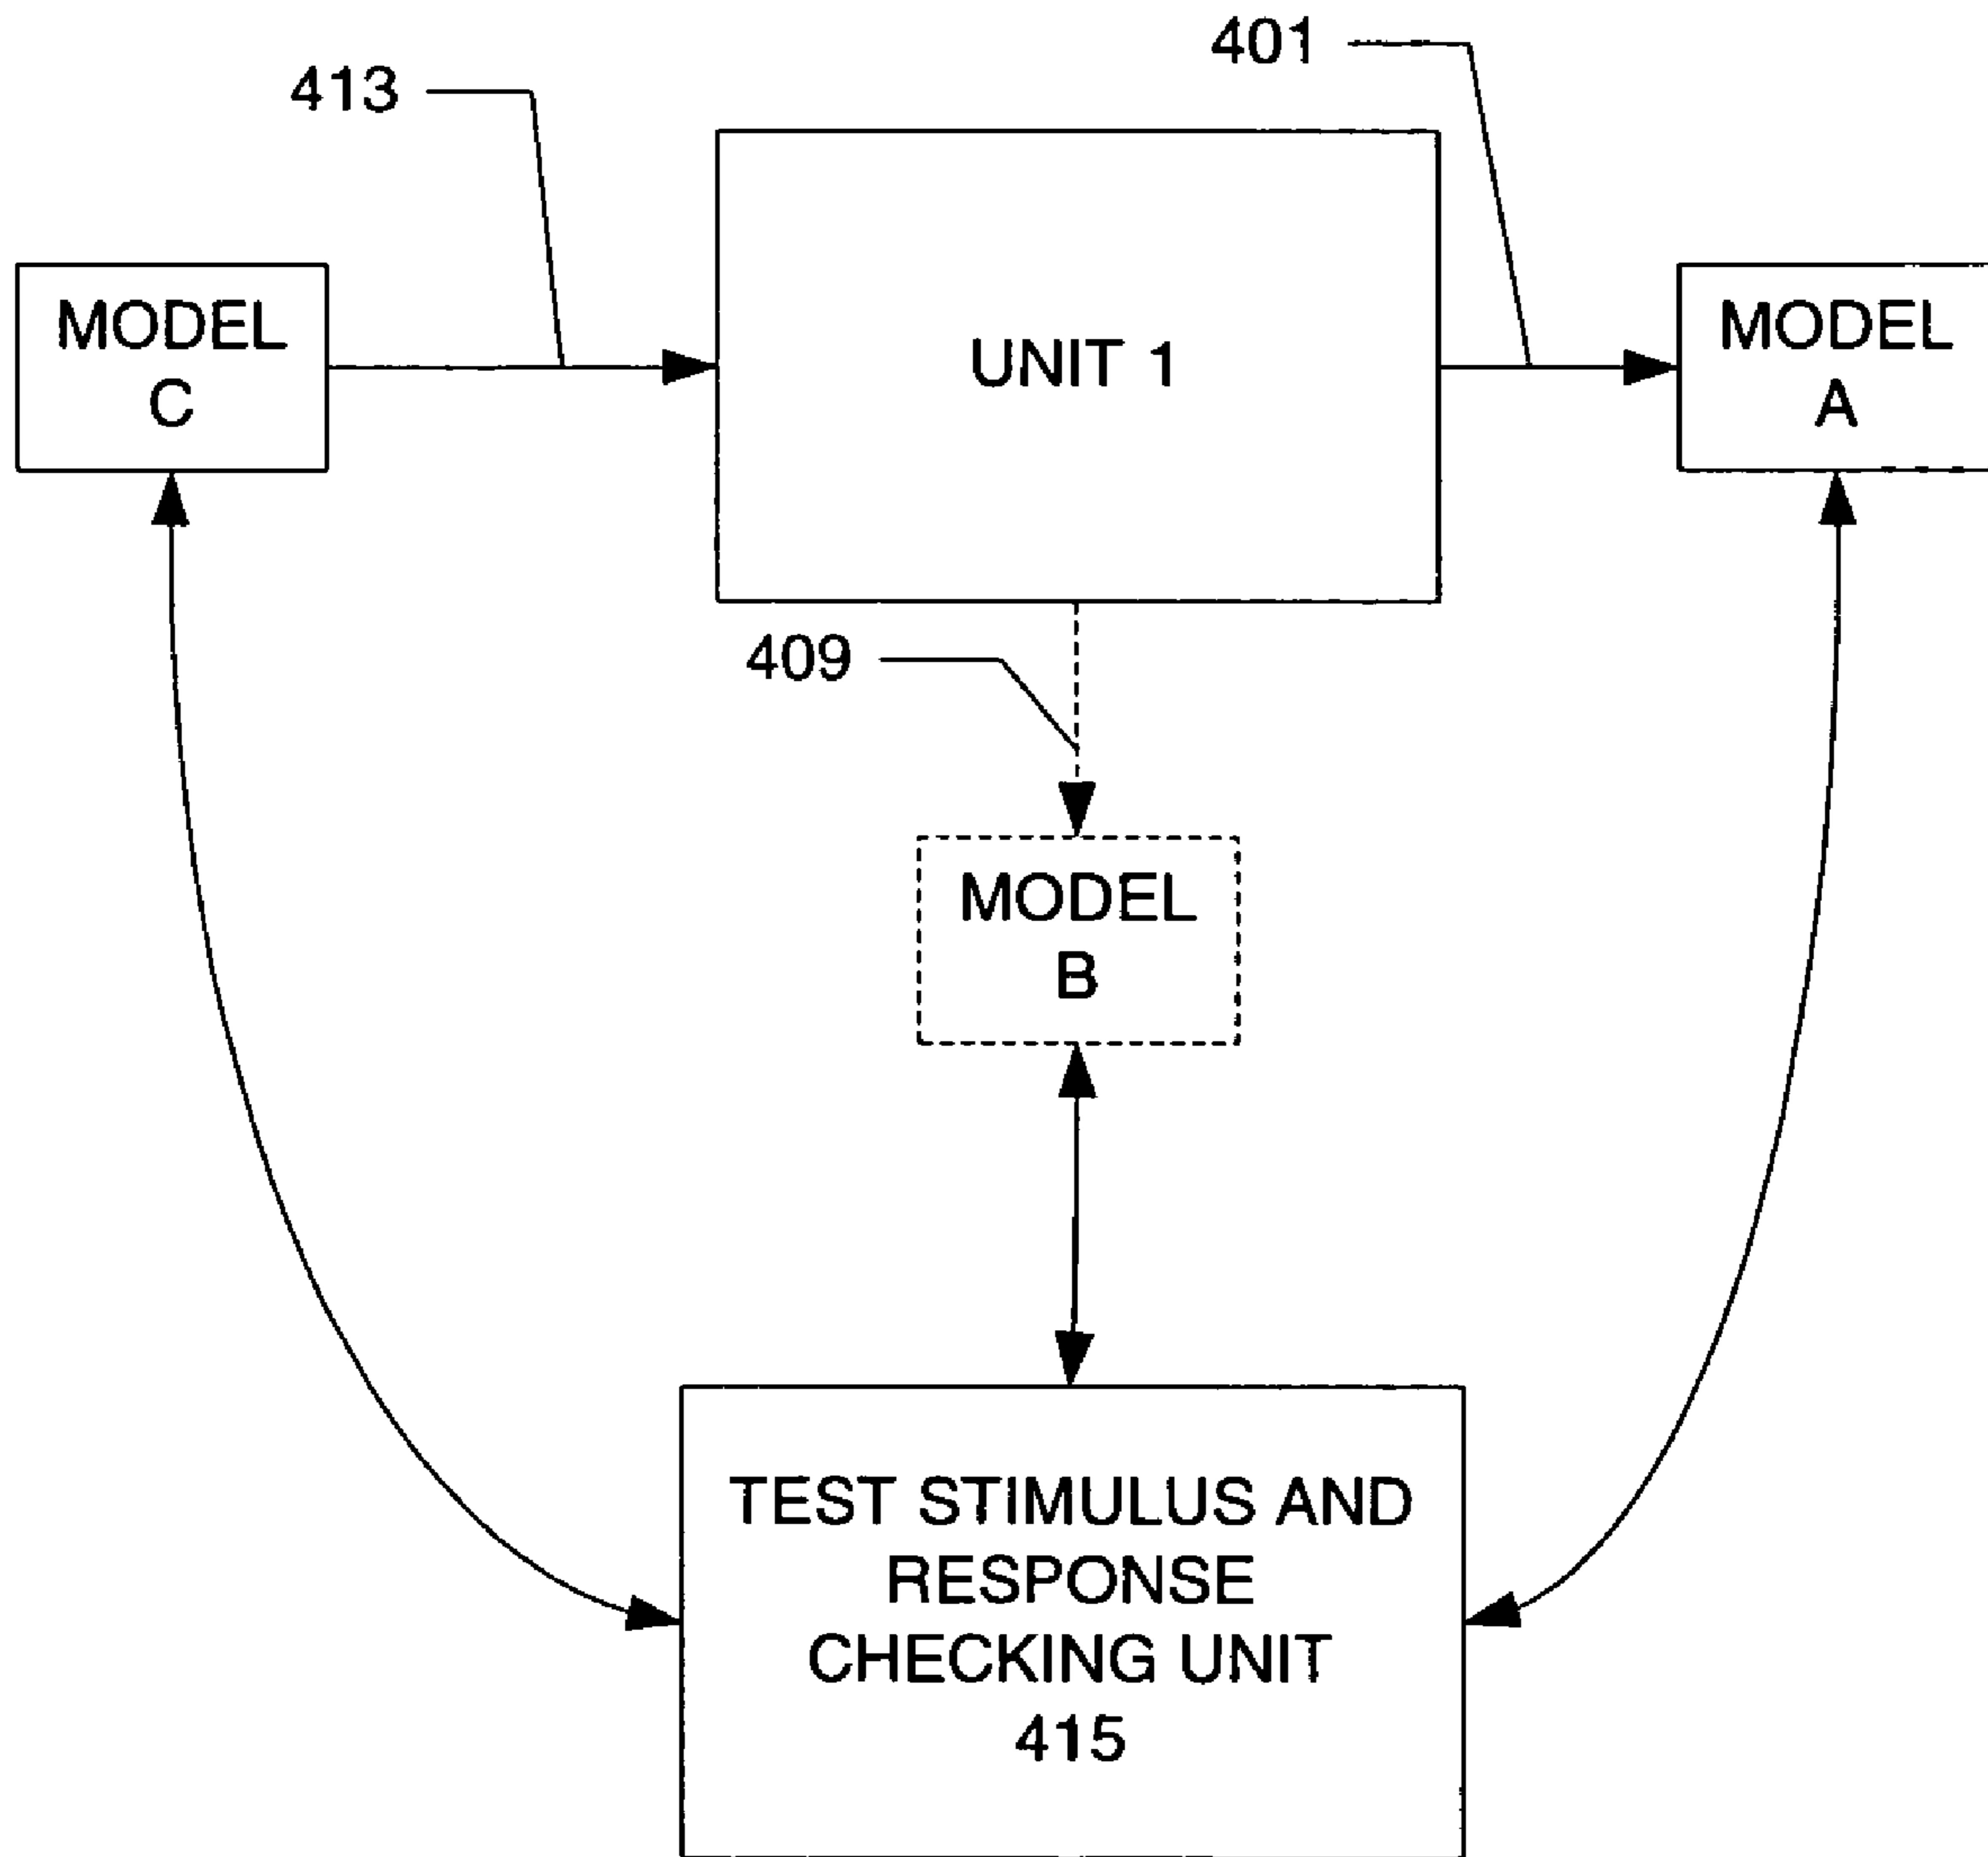 401
413
MODEL
C
UNIT 1
MODEL
A
409
MODEL
B
TEST STIMULUS AND
RESPONSE
CHECKING UNIT
415